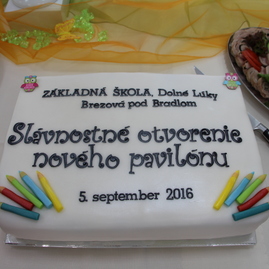 ZÁKLADNÁ ŠKOLA, Dolné Lúky
Brezová pod Bradlom
Slávnostné otvorenie
nového pavilónu
5. september 2016